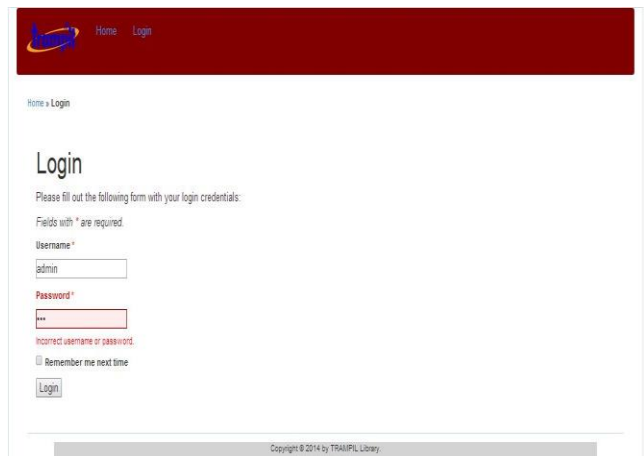 trampil
Home Login
Home » Login
Login
Please fill out the following form with your login credentials:
Fields with * are required.
Username *
admin
Password *
•••
Incorrect username or password.
Remember me next time
Login
Copyright © 2014 by TRAMPIL Library.